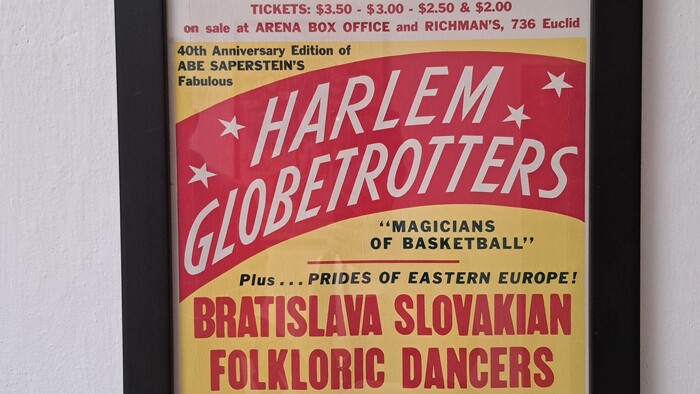 TICKETS: $3.50 - $3.00 - $2.50 & $2.00
on sale at ARENA BOX OFFICE and RICHMAN'S, 736 Euclid
40th Anniversary Edition of
ABE SAPERSTEIN'S
Fabulous
HARLEM
GLOBETROTTERS
"MAGICIANS
OF BASKETBALL"
Plus... PRIDES OF EASTERN EUROPE!
BRATISLAVA SLOVAKIAN
FOLKLORIC DANCERS